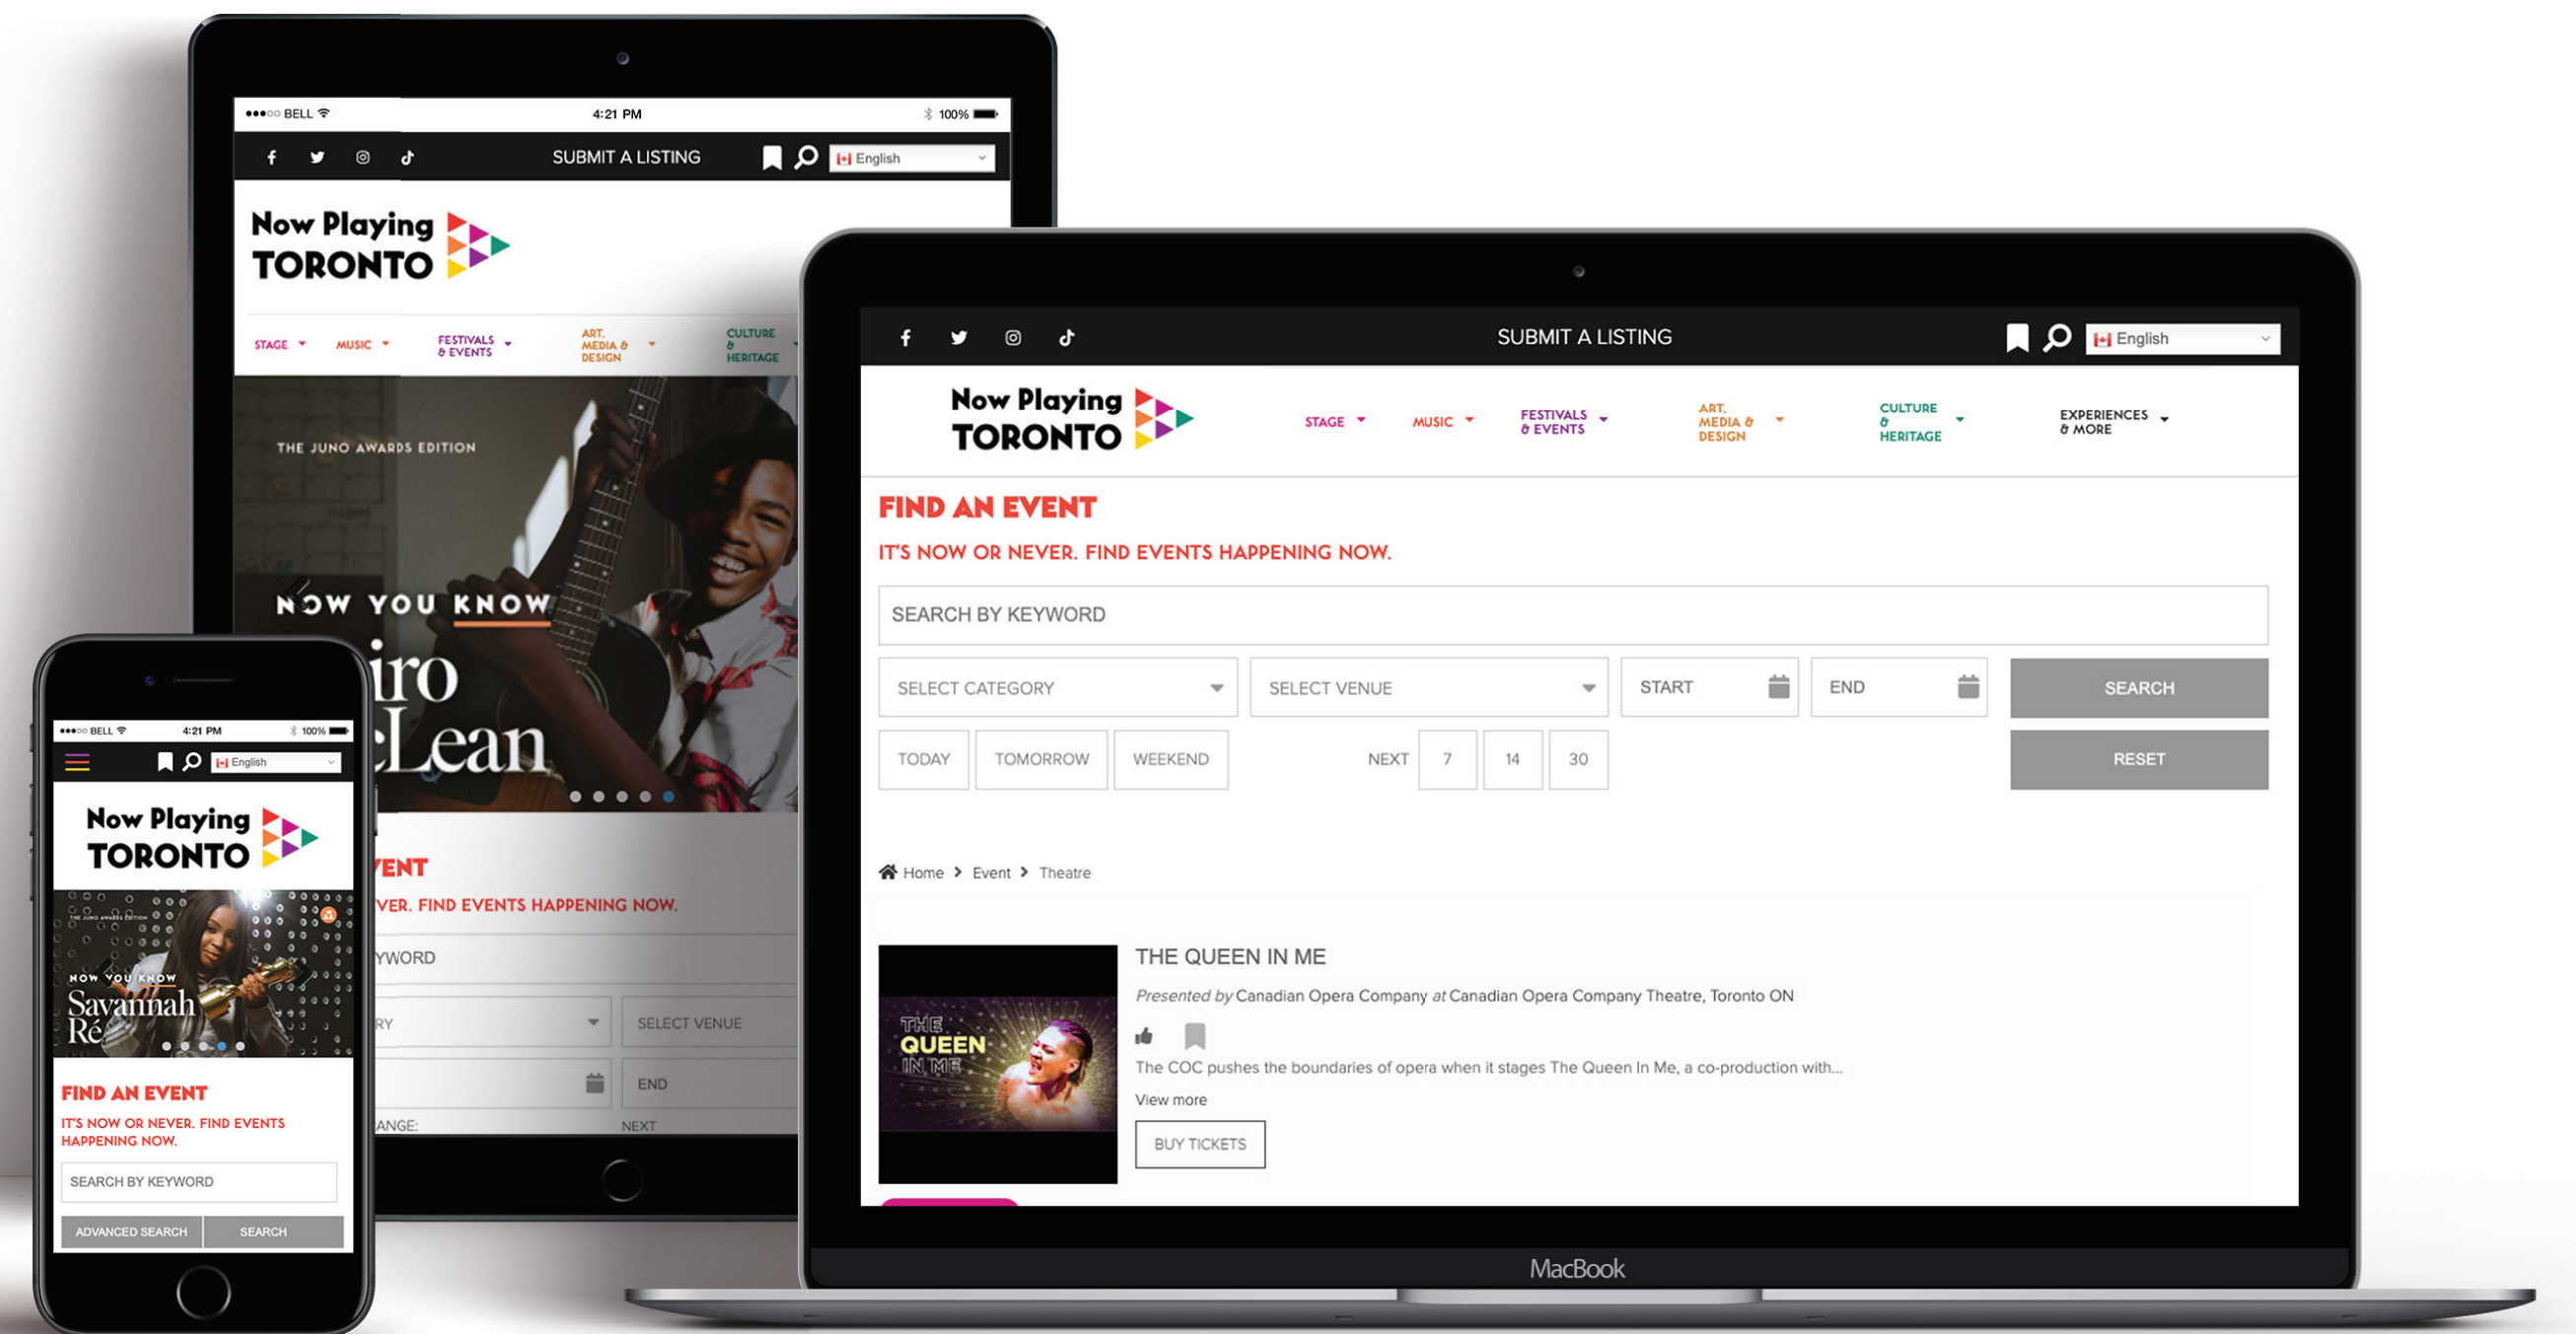 BELL
4:21 PM
100%
SUBMIT A LISTING
English
Now Playing
TORONTO
STAGE
MUSIC
FESTIVALS
& EVENTS
ART,
MEDIA &
DESIGN
CULTURE
&
HERITAGE
THE JUNO AWARDS EDITION
NOW YOU KNOW
iro
Lean
ENT
VER. FIND EVENTS HAPPENING NOW.
YWORD
RY
SELECT VENUE
END
ANGE:
NEXT
BELL
4:21 PM
100%
English
Now Playing
TORONTO
THE JUNO AWARDS EDITION
NOW YOU KNOW
Savannah
Ré
FIND AN EVENT
IT'S NOW OR NEVER. FIND EVENTS
HAPPENING NOW.
SEARCH BY KEYWORD
ADVANCED SEARCH
SEARCH
SUBMIT A LISTING
English
Now Playing
TORONTO
STAGE
MUSIC
FESTIVALS
& EVENTS
ART,
MEDIA &
DESIGN
CULTURE
&
HERITAGE
EXPERIENCES
& MORE
FIND AN EVENT
IT'S NOW OR NEVER. FIND EVENTS HAPPENING NOW.
SEARCH BY KEYWORD
SELECT CATEGORY
SELECT VENUE
START
END
SEARCH
TODAY
TOMORROW
WEEKEND
NEXT
7
14
30
RESET
Home > Event > Theatre
THE QUEEN IN ME
Presented by Canadian Opera Company at Canadian Opera Company Theatre, Toronto ON
THE
QUEEN
IN ME
The COC pushes the boundaries of opera when it stages The Queen In Me, a co-production with...
View more
BUY TICKETS
MacBook